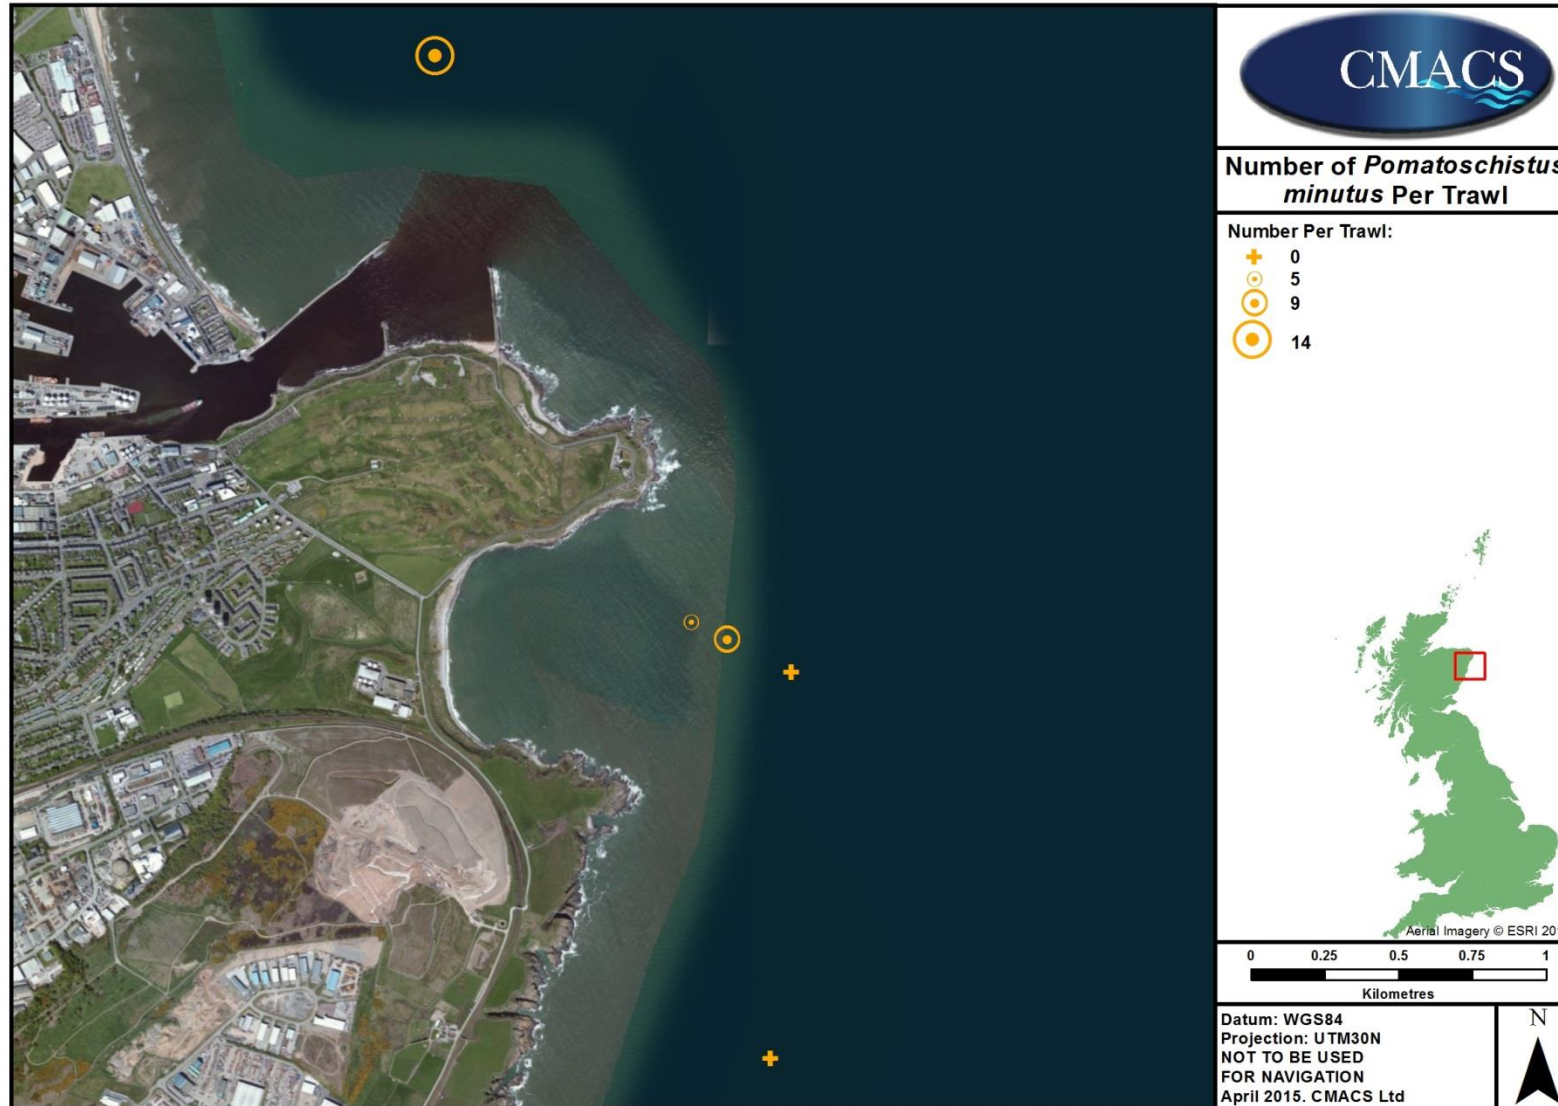 CMACS
Number of Pomatoschistus
minutus Per Trawl
Number Per Trawl:
0
5
9
14
Aerial Imagery © ESRI 20
0 0.25 0.5 0.75 1
Kilometres
Datum: WGS84
Projection: UTM30N
NOT TO BE USED
FOR NAVIGATION
April 2015. CMACS Ltd
N